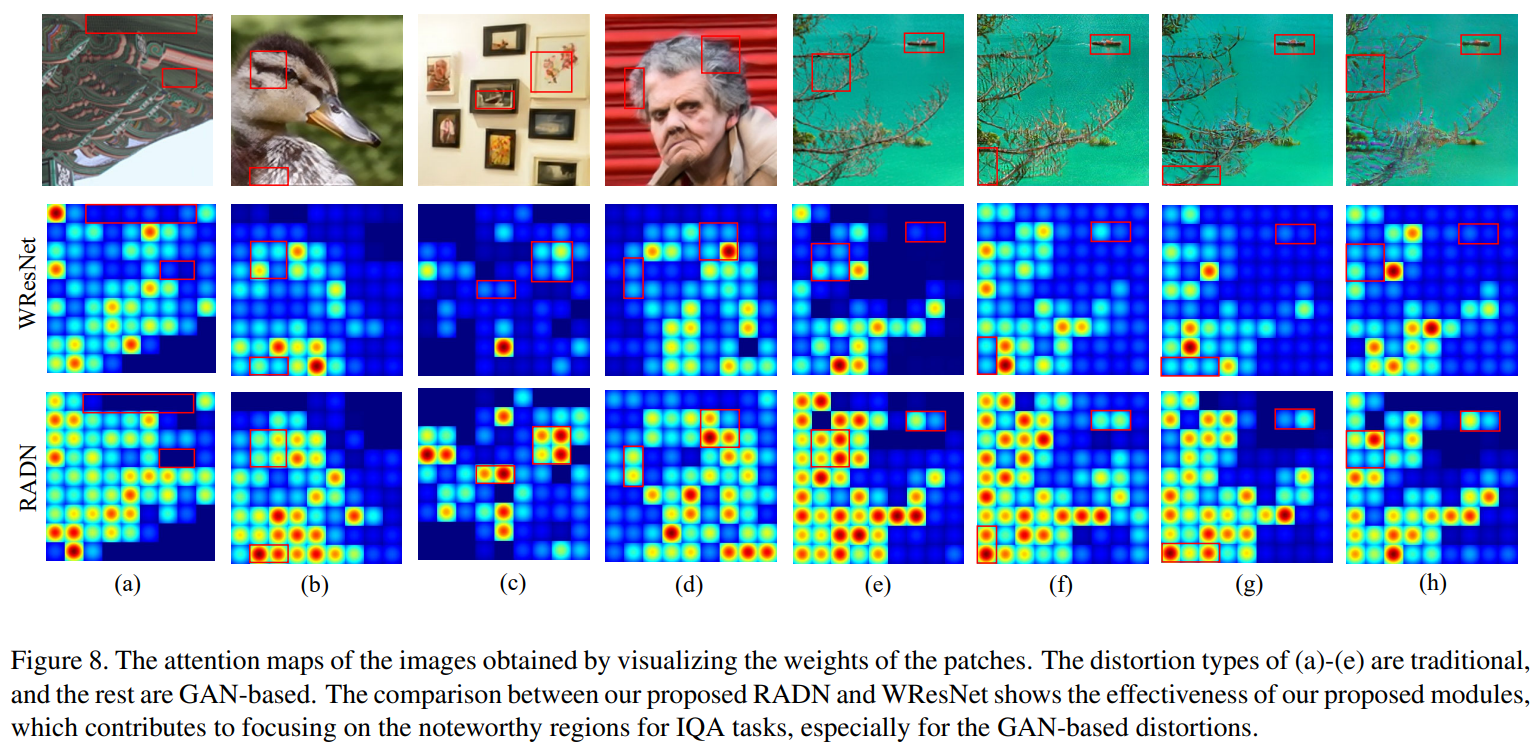 WResNet
RADN
(a) (b) (c) (d) (e) (f) (g) (h)
Figure 8. The attention maps of the images obtained by visualizing the weights of the patches. The distortion types of (a)-(e) are traditional,
and the rest are GAN-based. The comparison between our proposed RADN and WResNet shows the effectiveness of our proposed modules,
which contributes to focusing on the noteworthy regions for IQA tasks, especially for the GAN-based distortions.